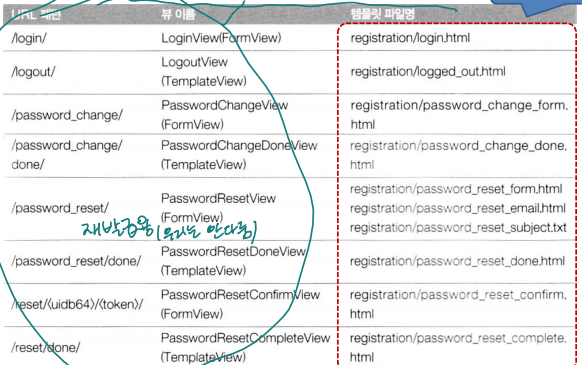 URL 패턴 뷰 이름 템플릿 파일명
/login/ LoginView(FormView) registration/login.html
/logout/ LogoutView
(TemplateView) registration/logged_out.html
/password_change/ PasswordChangeView
(FormView) registration/password_change_form.
html
/password_change/
done/ PasswordChangeDoneView
(TemplateView) registration/password_change_done.
html
/password_reset/ PasswordResetView
(FormView) registration/password_reset_form.html
registration/password_reset_email.html
registration/password_reset_subject.txt
재발급용 (우리는 안다룸)
/password_reset/done/ PasswordResetDoneView
(TemplateView) registration/password_reset_done.html
/reset/⟨uidb64⟩/⟨token⟩/ PasswordResetConfirmView
(FormView) registration/password_reset_confirm.
html
/reset/done/ PasswordResetCompleteView
(TemplateView) registration/password_reset_complete.
html